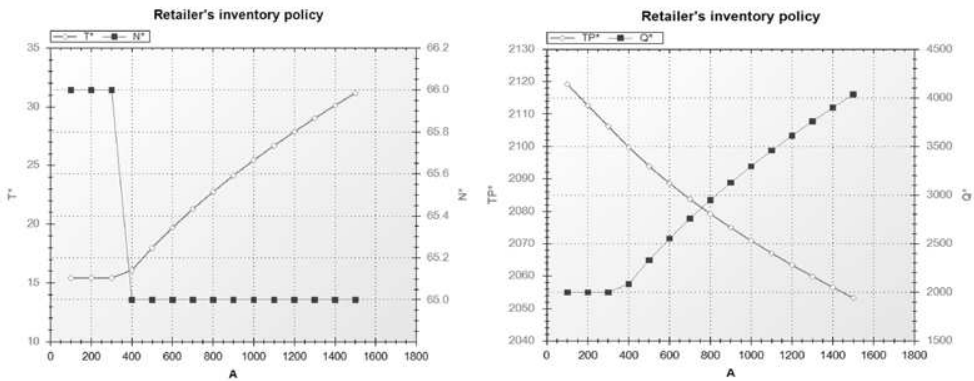 Retailer's inventory policy
T* N*
35
30
25
20
15
10
T*
66.2
66.0
65.8
65.6
65.4
65.2
65.0
N*
0 200 400 600 800 1000 1200 1400 1600 1800
A
Retailer's inventory policy
TP* Q*
2130
2120
2110
2100
2090
2080
2070
2060
2050
2040
TP*
4500
4000
3500
3000
2500
2000
1500
Q*
0 200 400 600 800 1000 1200 1400 1600 1800
A